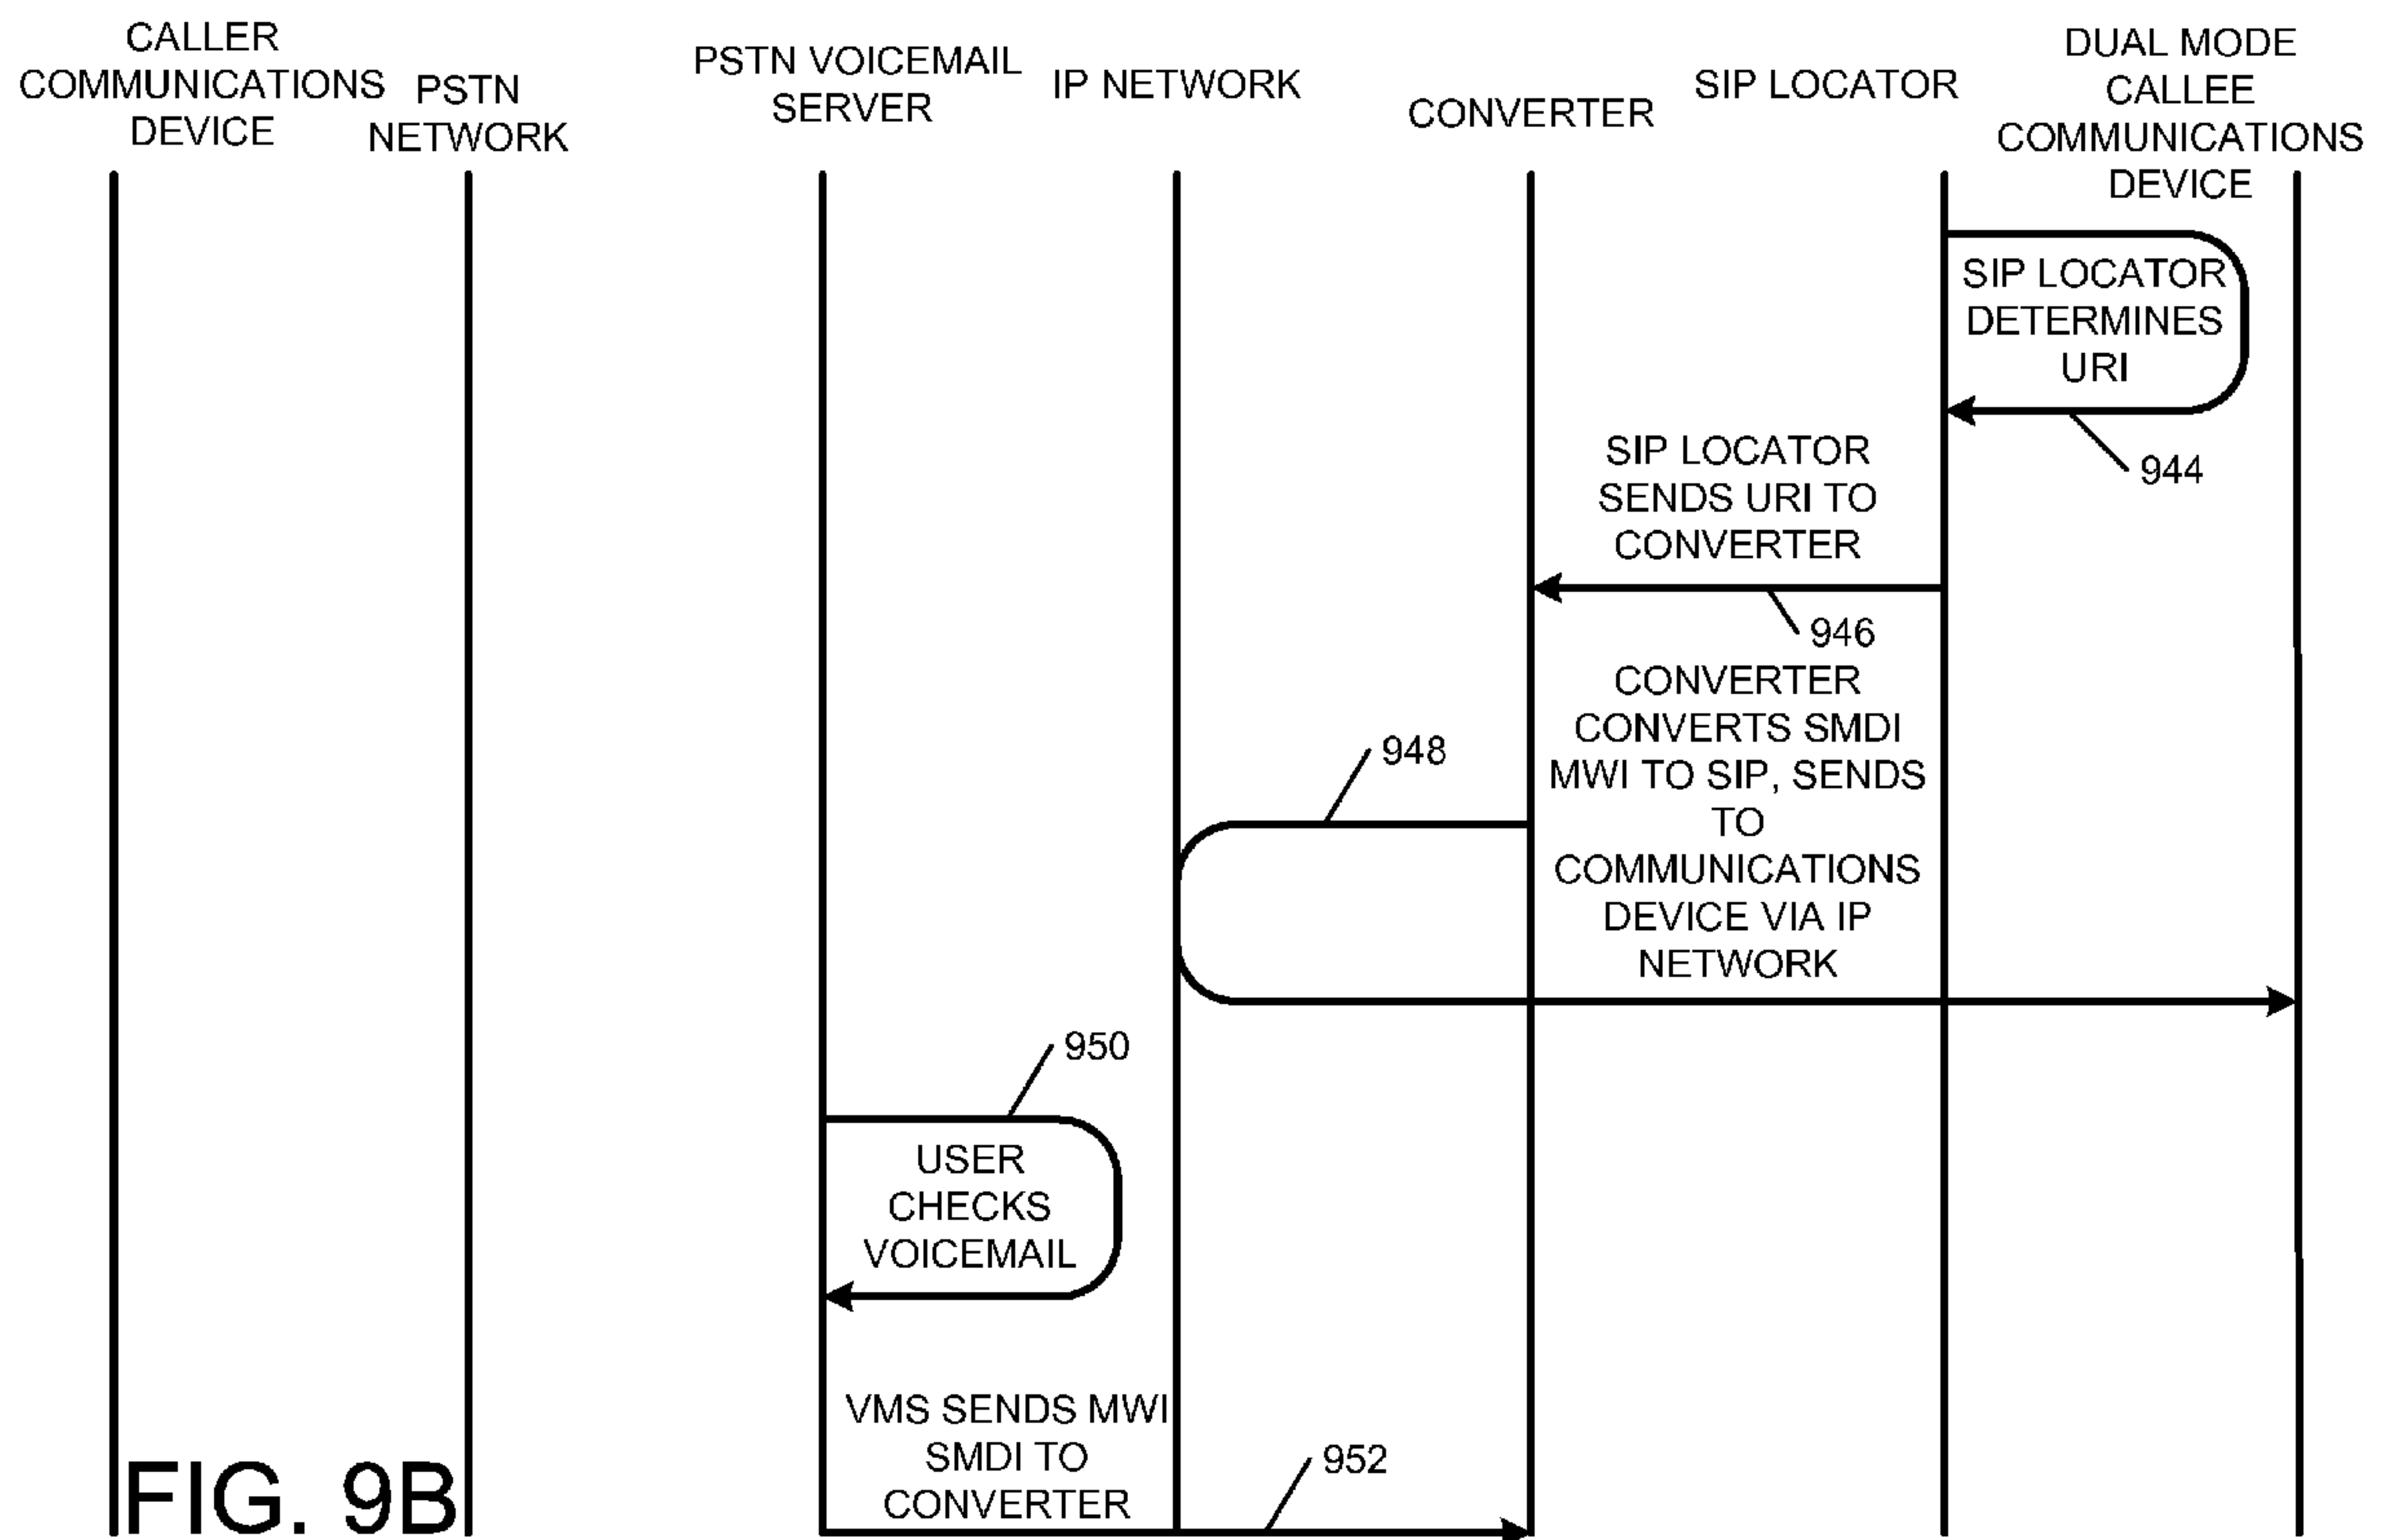 CALLER
COMMUNICATIONS
DEVICE
PSTN
NETWORK
PSTN VOICEMAIL
SERVER
IP NETWORK
CONVERTER
SIP LOCATOR
DUAL MODE
CALLEE
COMMUNICATIONS
DEVICE
SIP LOCATOR
DETERMINES
URI
944
SIP LOCATOR
SENDS URI TO
CONVERTER
946
CONVERTER
CONVERTS SMDI
MWI TO SIP, SENDS
TO
COMMUNICATIONS
DEVICE VIA IP
NETWORK
948
950
USER
CHECKS
VOICEMAIL
VMS SENDS MWI
SMDI TO
CONVERTER
952
FIG. 9B